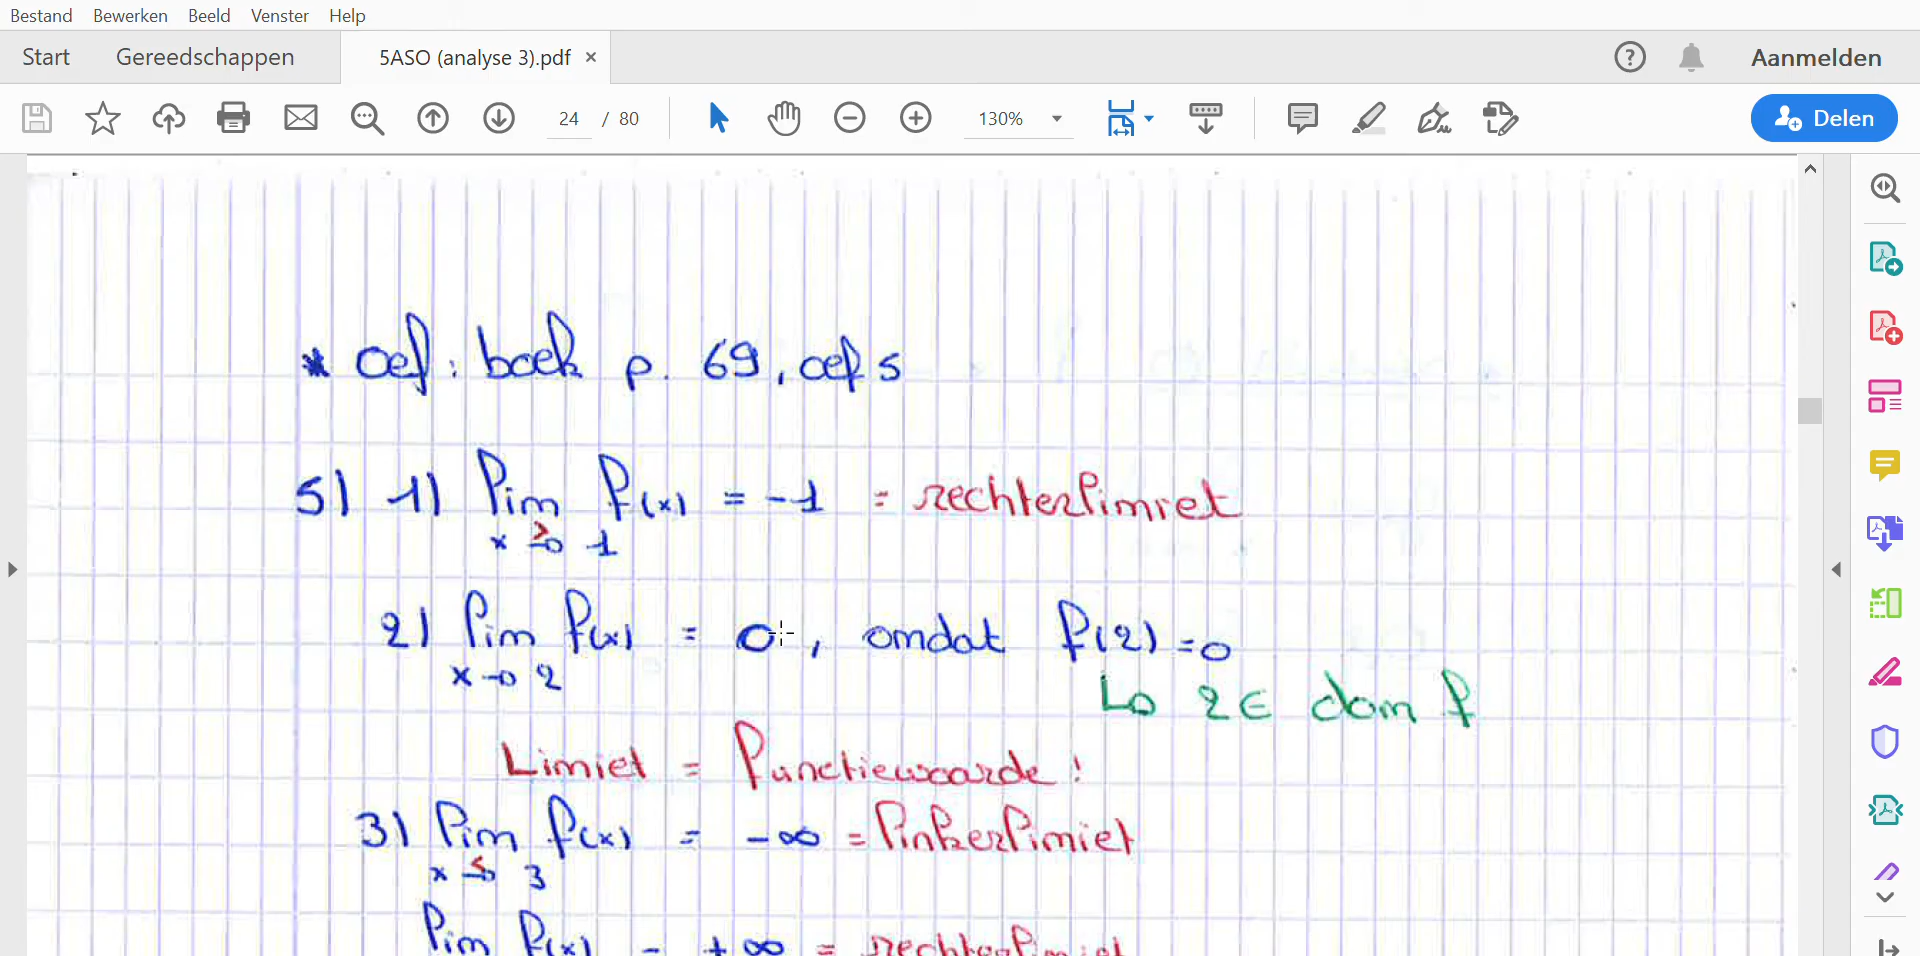 Bestand Bewerken Beeld Venster Help
Start Gereedschappen 5ASO (analyse 3).pdf × Aanmelden
24 / 80 130% Delen
* oef: boek p. 69, oef 5
5) 1) lim f(x) = -1 = rechterlimiet
x → 1
>
2) lim f(x) = 0, omdat f(2) = 0
x → 2
↳ 2 ∈ dom f
Limiet = functiewaarde!
3) lim f(x) = -∞ = linkerlimiet
x → 3
<
lim f(x) = +∞ = rechterlimiet